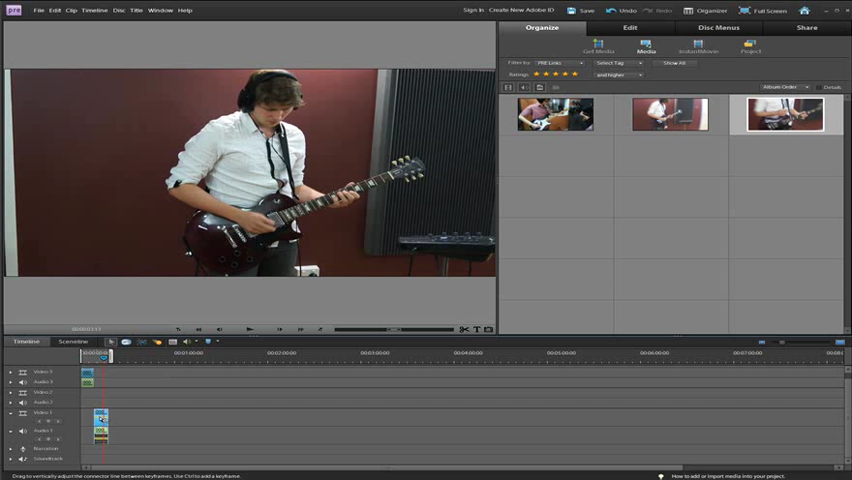 pre File Edit Clip Timeline Disc Title Window Help Sign In Create New Adobe ID Save Undo Redo Organizer Full Screen
Organize Edit Disc Menus Share
Get Media Media InstantMovie Project
Filter by: PRE Links Select Tag Show All
Ratings: and higher
Album Order Details
Timeline Sceneline
00:01:00:00 00:02:00:00 00:03:00:00 00:04:00:00 00:05:00:00 00:06:00:00 00:07:00:00
Video 3
Audio 3
Video 2
Audio 2
Video 1
Audio 1
Narration
Soundtrack
Drag to vertically adjust the connector line between keyframes. Use Ctrl to add a keyframe. How to add or import media into your project.